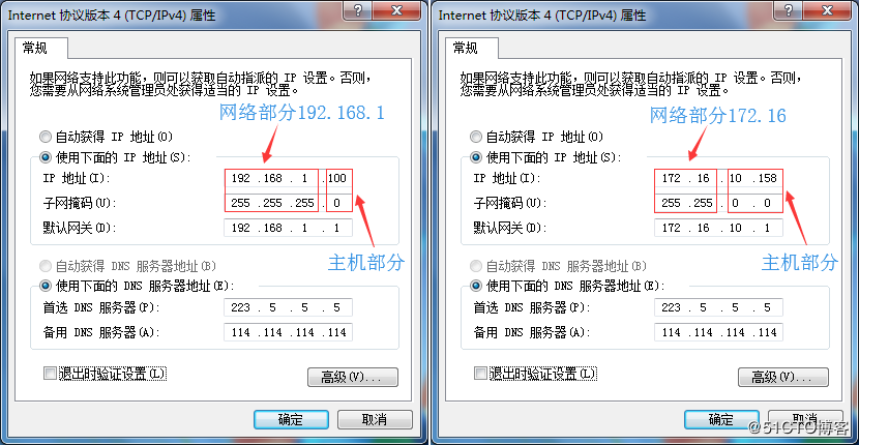 Internet 协议版本 4 (TCP/IPv4) 属性
常规
如果网络支持此功能，则可以获取自动指派的 IP 设置。否则，
您需要从网络系统管理员处获得适当的 IP 设置。
网络部分192.168.1
自动获得 IP 地址(O)
使用下面的 IP 地址(S):
IP 地址(I): 192 .168 . 1 .100
子网掩码(U): 255 .255 .255 . 0
默认网关(D): 192 .168 . 1 . 1
主机部分
自动获得 DNS 服务器地址(B)
使用下面的 DNS 服务器地址(E):
首选 DNS 服务器(P): 223 . 5 . 5 . 5
备用 DNS 服务器(A): 114 .114 .114 .114
退出时验证设置(L)
高级(V)...
确定 取消
Internet 协议版本 4 (TCP/IPv4) 属性
常规
如果网络支持此功能，则可以获取自动指派的 IP 设置。否则，
您需要从网络系统管理员处获得适当的 IP 设置。
网络部分172.16
自动获得 IP 地址(O)
使用下面的 IP 地址(S):
IP 地址(I): 172 . 16 . 10 .158
子网掩码(U): 255 .255 . 0 . 0
默认网关(D): 172 . 16 . 10 . 1
主机部分
自动获得 DNS 服务器地址(B)
使用下面的 DNS 服务器地址(E):
首选 DNS 服务器(P): 223 . 5 . 5 . 5
备用 DNS 服务器(A): 114 .114 .114 .114
退出时验证设置(L)
高级(V)...
确定 取消
@51CTO博客